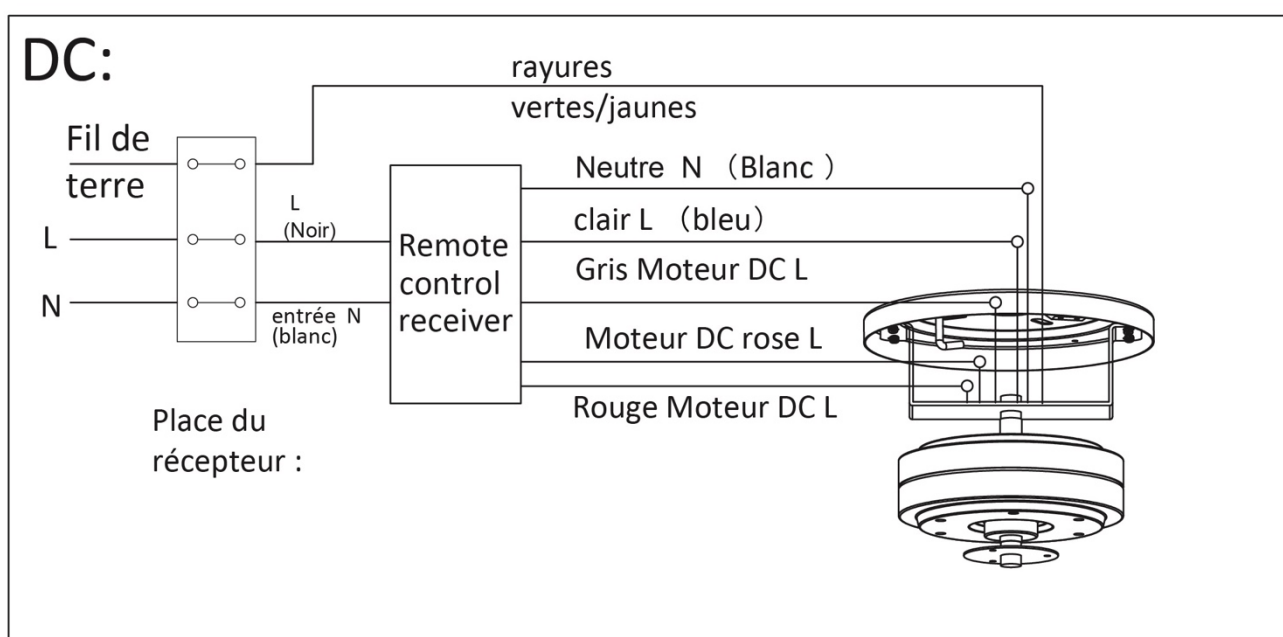 DC:
rayures
vertes/jaunes
Fil de
terre
L
(Noir)
L
N
entrée N
(blanc)
Remote
control
receiver
Neutre N （Blanc ）
clair L （bleu）
Gris Moteur DC L
Moteur DC rose L
Rouge Moteur DC L
Place du
récepteur :